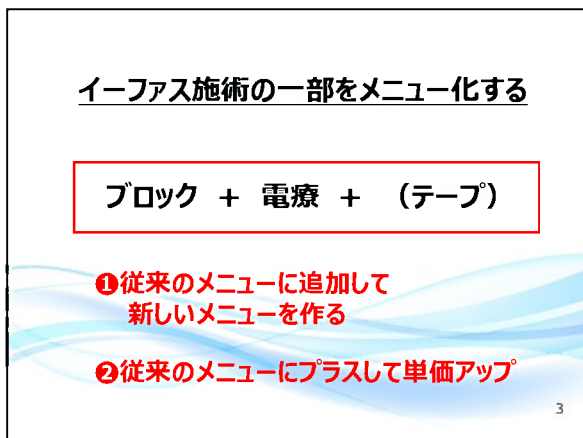 イーファス施術の一部をメニュー化する
ブロック + 電療 + （テープ）
❶従来のメニューに追加して
新しいメニューを作る
❷従来のメニューにプラスして単価アップ
3